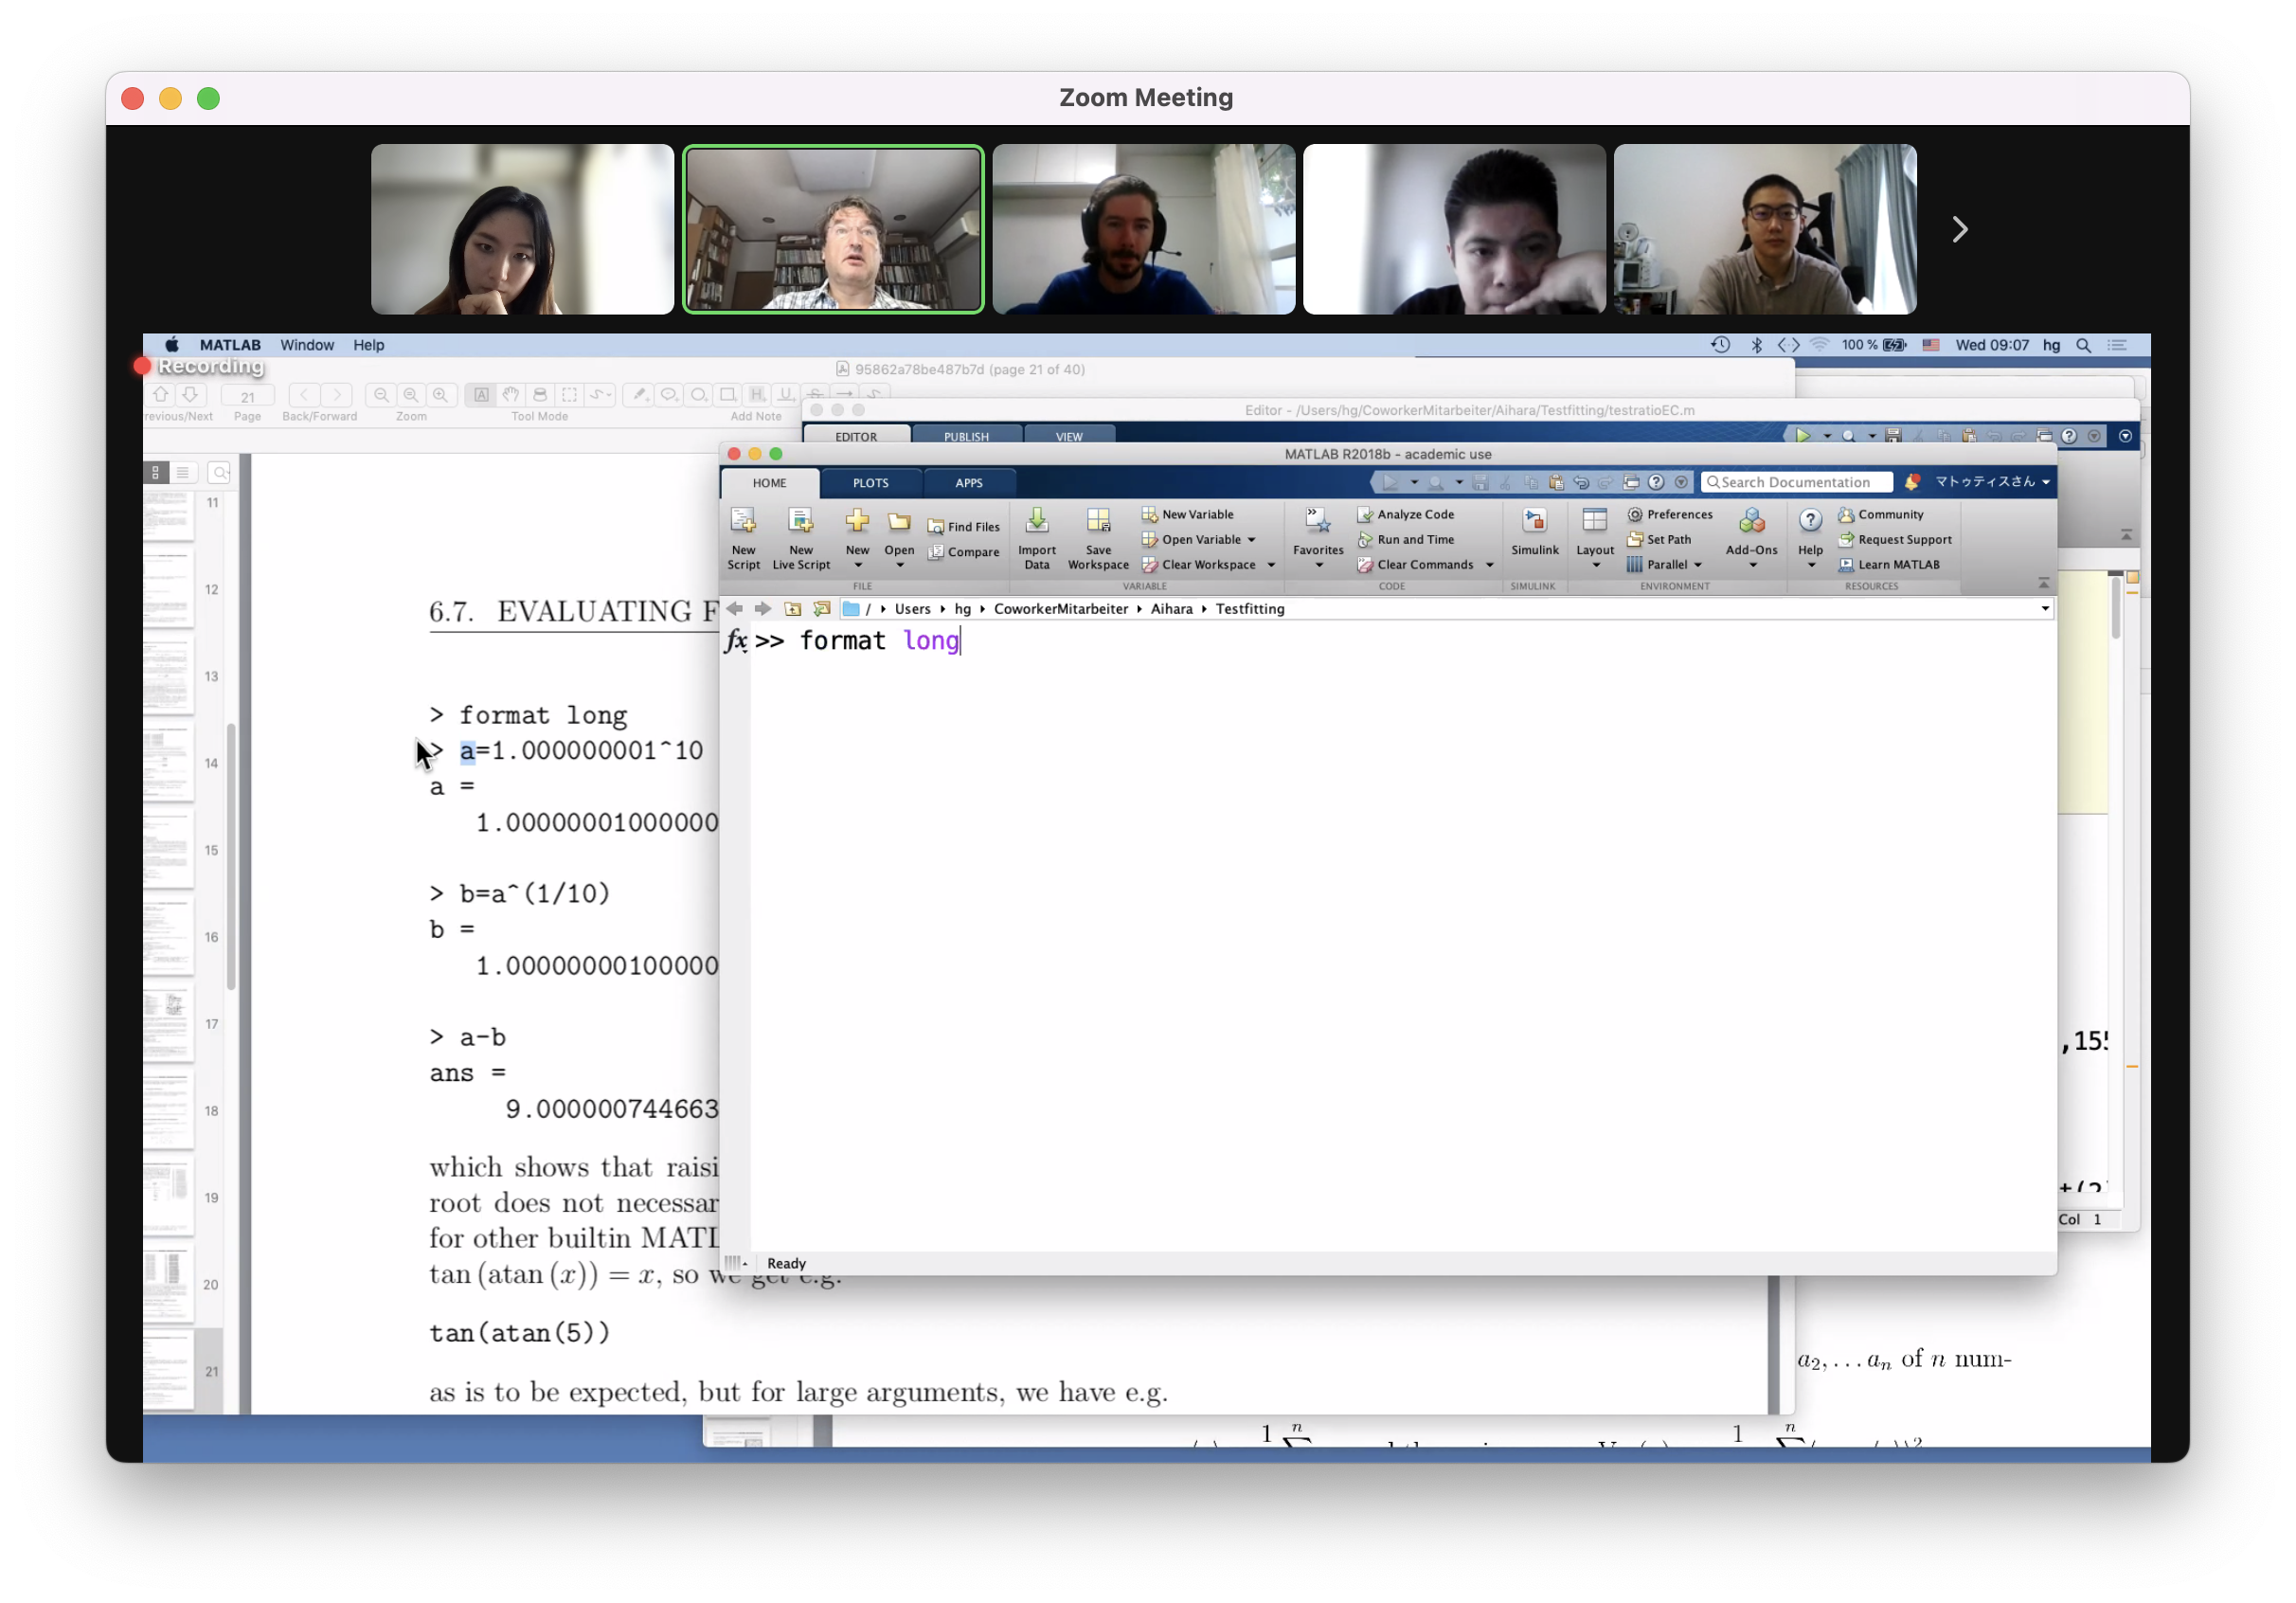 Zoom Meeting
MATLAB Window Help
100 % Wed 09:07 hg
Recording
95862a78be487b7d (page 21 of 40)
21
revious/Next Page Back/Forward Zoom Tool Mode Add Note
Editor - /Users/hg/CoworkerMitarbeiter/Aihara/Testfitting/testratioEC.m
EDITOR PUBLISH VIEW
MATLAB R2018b - academic use
HOME PLOTS APPS
Search Documentation
マトゥティスさん
New Script
New Live Script
New
Open
Find Files
Compare
FILE
Import Data
Save Workspace
New Variable
Open Variable
Clear Workspace
VARIABLE
Favorites
Analyze Code
Run and Time
Clear Commands
CODE
Simulink
SIMULINK
Layout
Preferences
Set Path
Parallel
Add-Ons
ENVIRONMENT
Help
Community
Request Support
Learn MATLAB
RESOURCES
/ Users hg CoworkerMitarbeiter Aihara Testfitting
fx >> format long
Ready
11
12
13
14
15
16
17
18
19
20
21
6.7. EVALUATING F
> format long
> a=1.000000001^10
a =
1.00000001000000
> b=a^(1/10)
b =
1.00000000100000
> a-b
ans =
9.000000744663
which shows that raisi
root does not necessar
for other builtin MATL
tan (atan (x)) = x, so we get e.g.
tan(atan(5))
as is to be expected, but for large arguments, we have e.g.
,155
Col 1
a₂, . . . aₙ of n num-